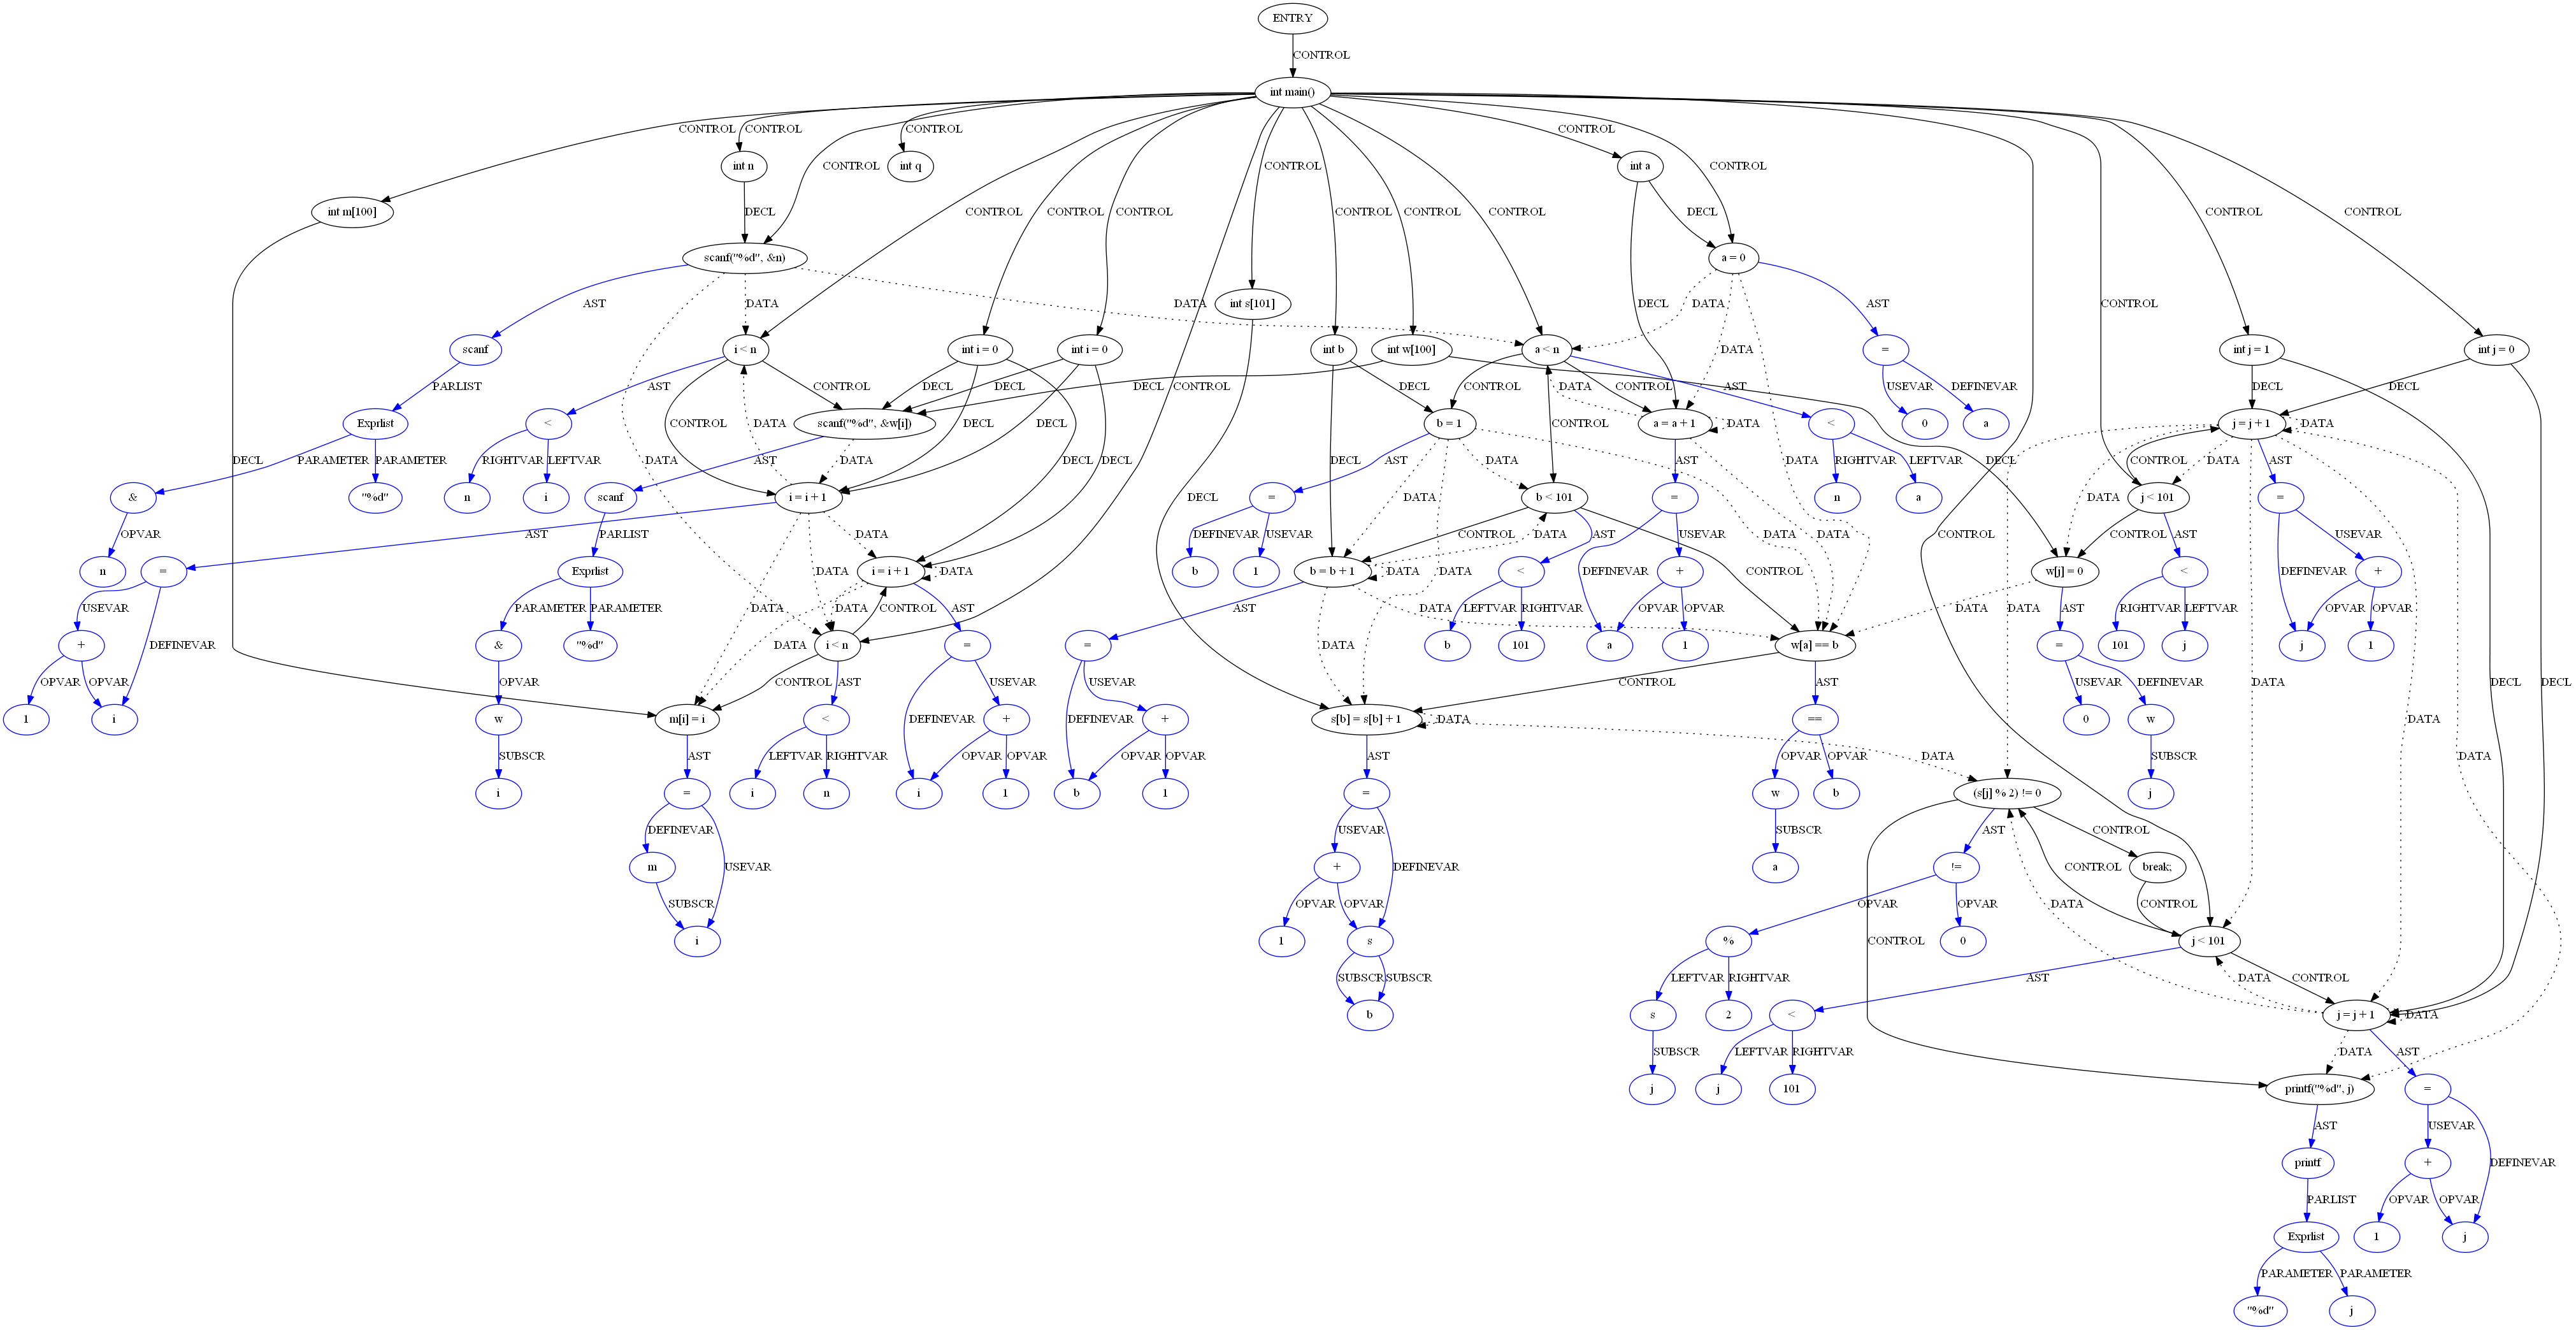 ENTRY
CONTROL
int main()
CONTROL CONTROL CONTROL CONTROL CONTROL CONTROL
int n int q int a
CONTROL CONTROL CONTROL CONTROL CONTROL CONTROL CONTROL CONTROL CONTROL
int m[100] DECL DECL
scanf("%d", &n) a = 0
AST DATA DATA DECL DATA AST
int s[101]
scanf i < n int i = 0 int i = 0 int b int w[100] a < n = int j = 1 int j = 0
PARLIST AST CONTROL DECL DECL DECL DECL CONTROL CONTROL AST DATA USEVAR DEFINEVAR DECL DECL
CONTROL CONTROL
Exprlist < scanf("%d", &w[i]) b = 1 a = a + 1 DATA < 0 a j = j + 1 DATA
PARAMETER PARAMETER RIGHTVAR LEFTVAR CONTROL DATA AST DATA DECL DECL AST DATA CONTROL AST RIGHTVAR LEFTVAR DECL CONTROL DATA AST
& "%d" n i scanf i = i + 1 = b < 101 = n a j < 101 =
OPVAR AST PARLIST DATA DECL DECL DECL DEFINEVAR USEVAR DECL DATA DATA CONTROL DATA AST USEVAR DATA DATA DATA CONTROL AST USEVAR
n = Exprlist i = i + 1 DATA b 1 b = b + 1 DATA < + w[j] = 0 < +
USEVAR DEFINEVAR PARAMETER PARAMETER DATA DATA DATA CONTROL AST AST DATA DATA LEFTVAR RIGHTVAR CONTROL DEFINEVAR OPVAR OPVAR DATA AST RIGHTVAR LEFTVAR DEFINEVAR OPVAR OPVAR
+ & "%d" i < n = = b 101 a 1 w[a] == b = 101 j j 1
OPVAR OPVAR OPVAR DATA CONTROL AST USEVAR DEFINEVAR USEVAR DATA CONTROL AST USEVAR DEFINEVAR DATA DECL DECL
1 i w m[i] = i < + + s[b] = s[b] + 1 DATA == 0 w
SUBSCR AST LEFTVAR RIGHTVAR DEFINEVAR OPVAR OPVAR DEFINEVAR OPVAR OPVAR AST DATA OPVAR OPVAR DATA SUBSCR DATA
i = i n i 1 b 1 = w b (s[j] % 2) != 0 j
DEFINEVAR USEVAR USEVAR DEFINEVAR SUBSCR AST CONTROL
m + a != CONTROL break;
SUBSCR OPVAR OPVAR OPVAR OPVAR DATA CONTROL
i 1 s % CONTROL 0 j < 101
SUBSCR SUBSCR LEFTVAR RIGHTVAR AST DATA CONTROL
b s 2 < j = j + 1 DATA
SUBSCR LEFTVAR RIGHTVAR DATA AST
j j 101 printf("%d", j) =
AST USEVAR DEFINEVAR
printf +
PARLIST OPVAR OPVAR
Exprlist 1 j
PARAMETER PARAMETER
"%d" j